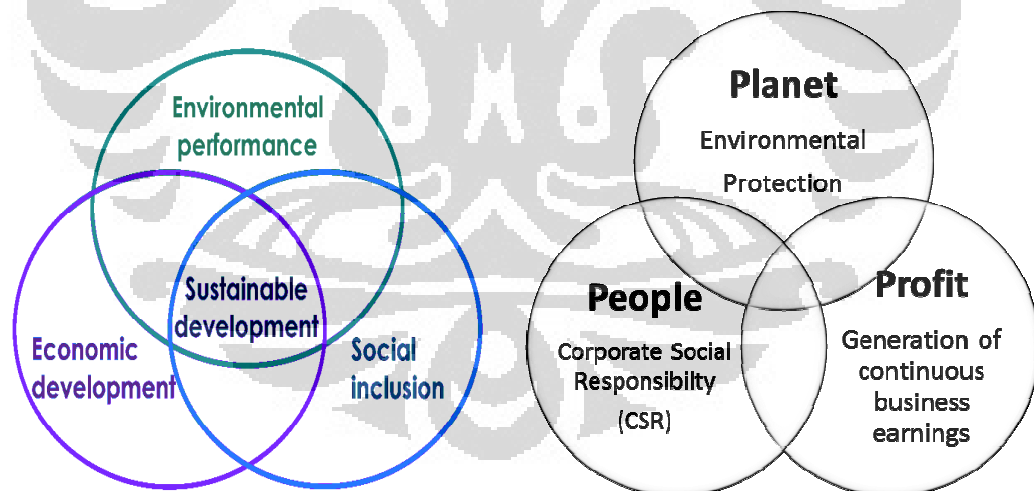 Environmental
performance
Sustainable
development
Economic
development
Social
inclusion
Planet
Environmental
Protection
People
Corporate Social
Responsibilty
(CSR)
Profit
Generation of
continuous
business
earnings